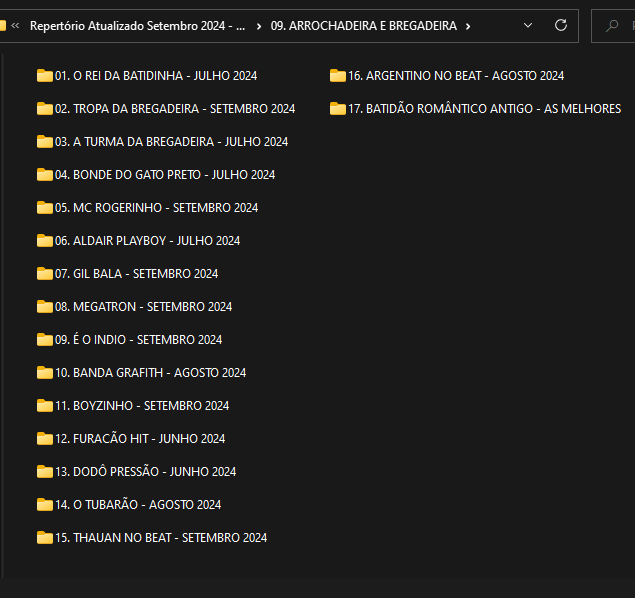 Repertório Atualizado Setembro 2024 - ... > 09. ARROCHADEIRA E BREGADEIRA >
01. O REI DA BATIDINHA - JULHO 2024
02. TROPA DA BREGADEIRA - SETEMBRO 2024
03. A TURMA DA BREGADEIRA - JULHO 2024
04. BONDE DO GATO PRETO - JULHO 2024
05. MC ROGERINHO - SETEMBRO 2024
06. ALDAIR PLAYBOY - JULHO 2024
07. GIL BALA - SETEMBRO 2024
08. MEGATRON - SETEMBRO 2024
09. É O INDIO - SETEMBRO 2024
10. BANDA GRAFITH - AGOSTO 2024
11. BOYZINHO - SETEMBRO 2024
12. FURACÃO HIT - JUNHO 2024
13. DODÔ PRESSÃO - JUNHO 2024
14. O TUBARÃO - AGOSTO 2024
15. THAUAN NO BEAT - SETEMBRO 2024
16. ARGENTINO NO BEAT - AGOSTO 2024
17. BATIDÃO ROMÂNTICO ANTIGO - AS MELHORES